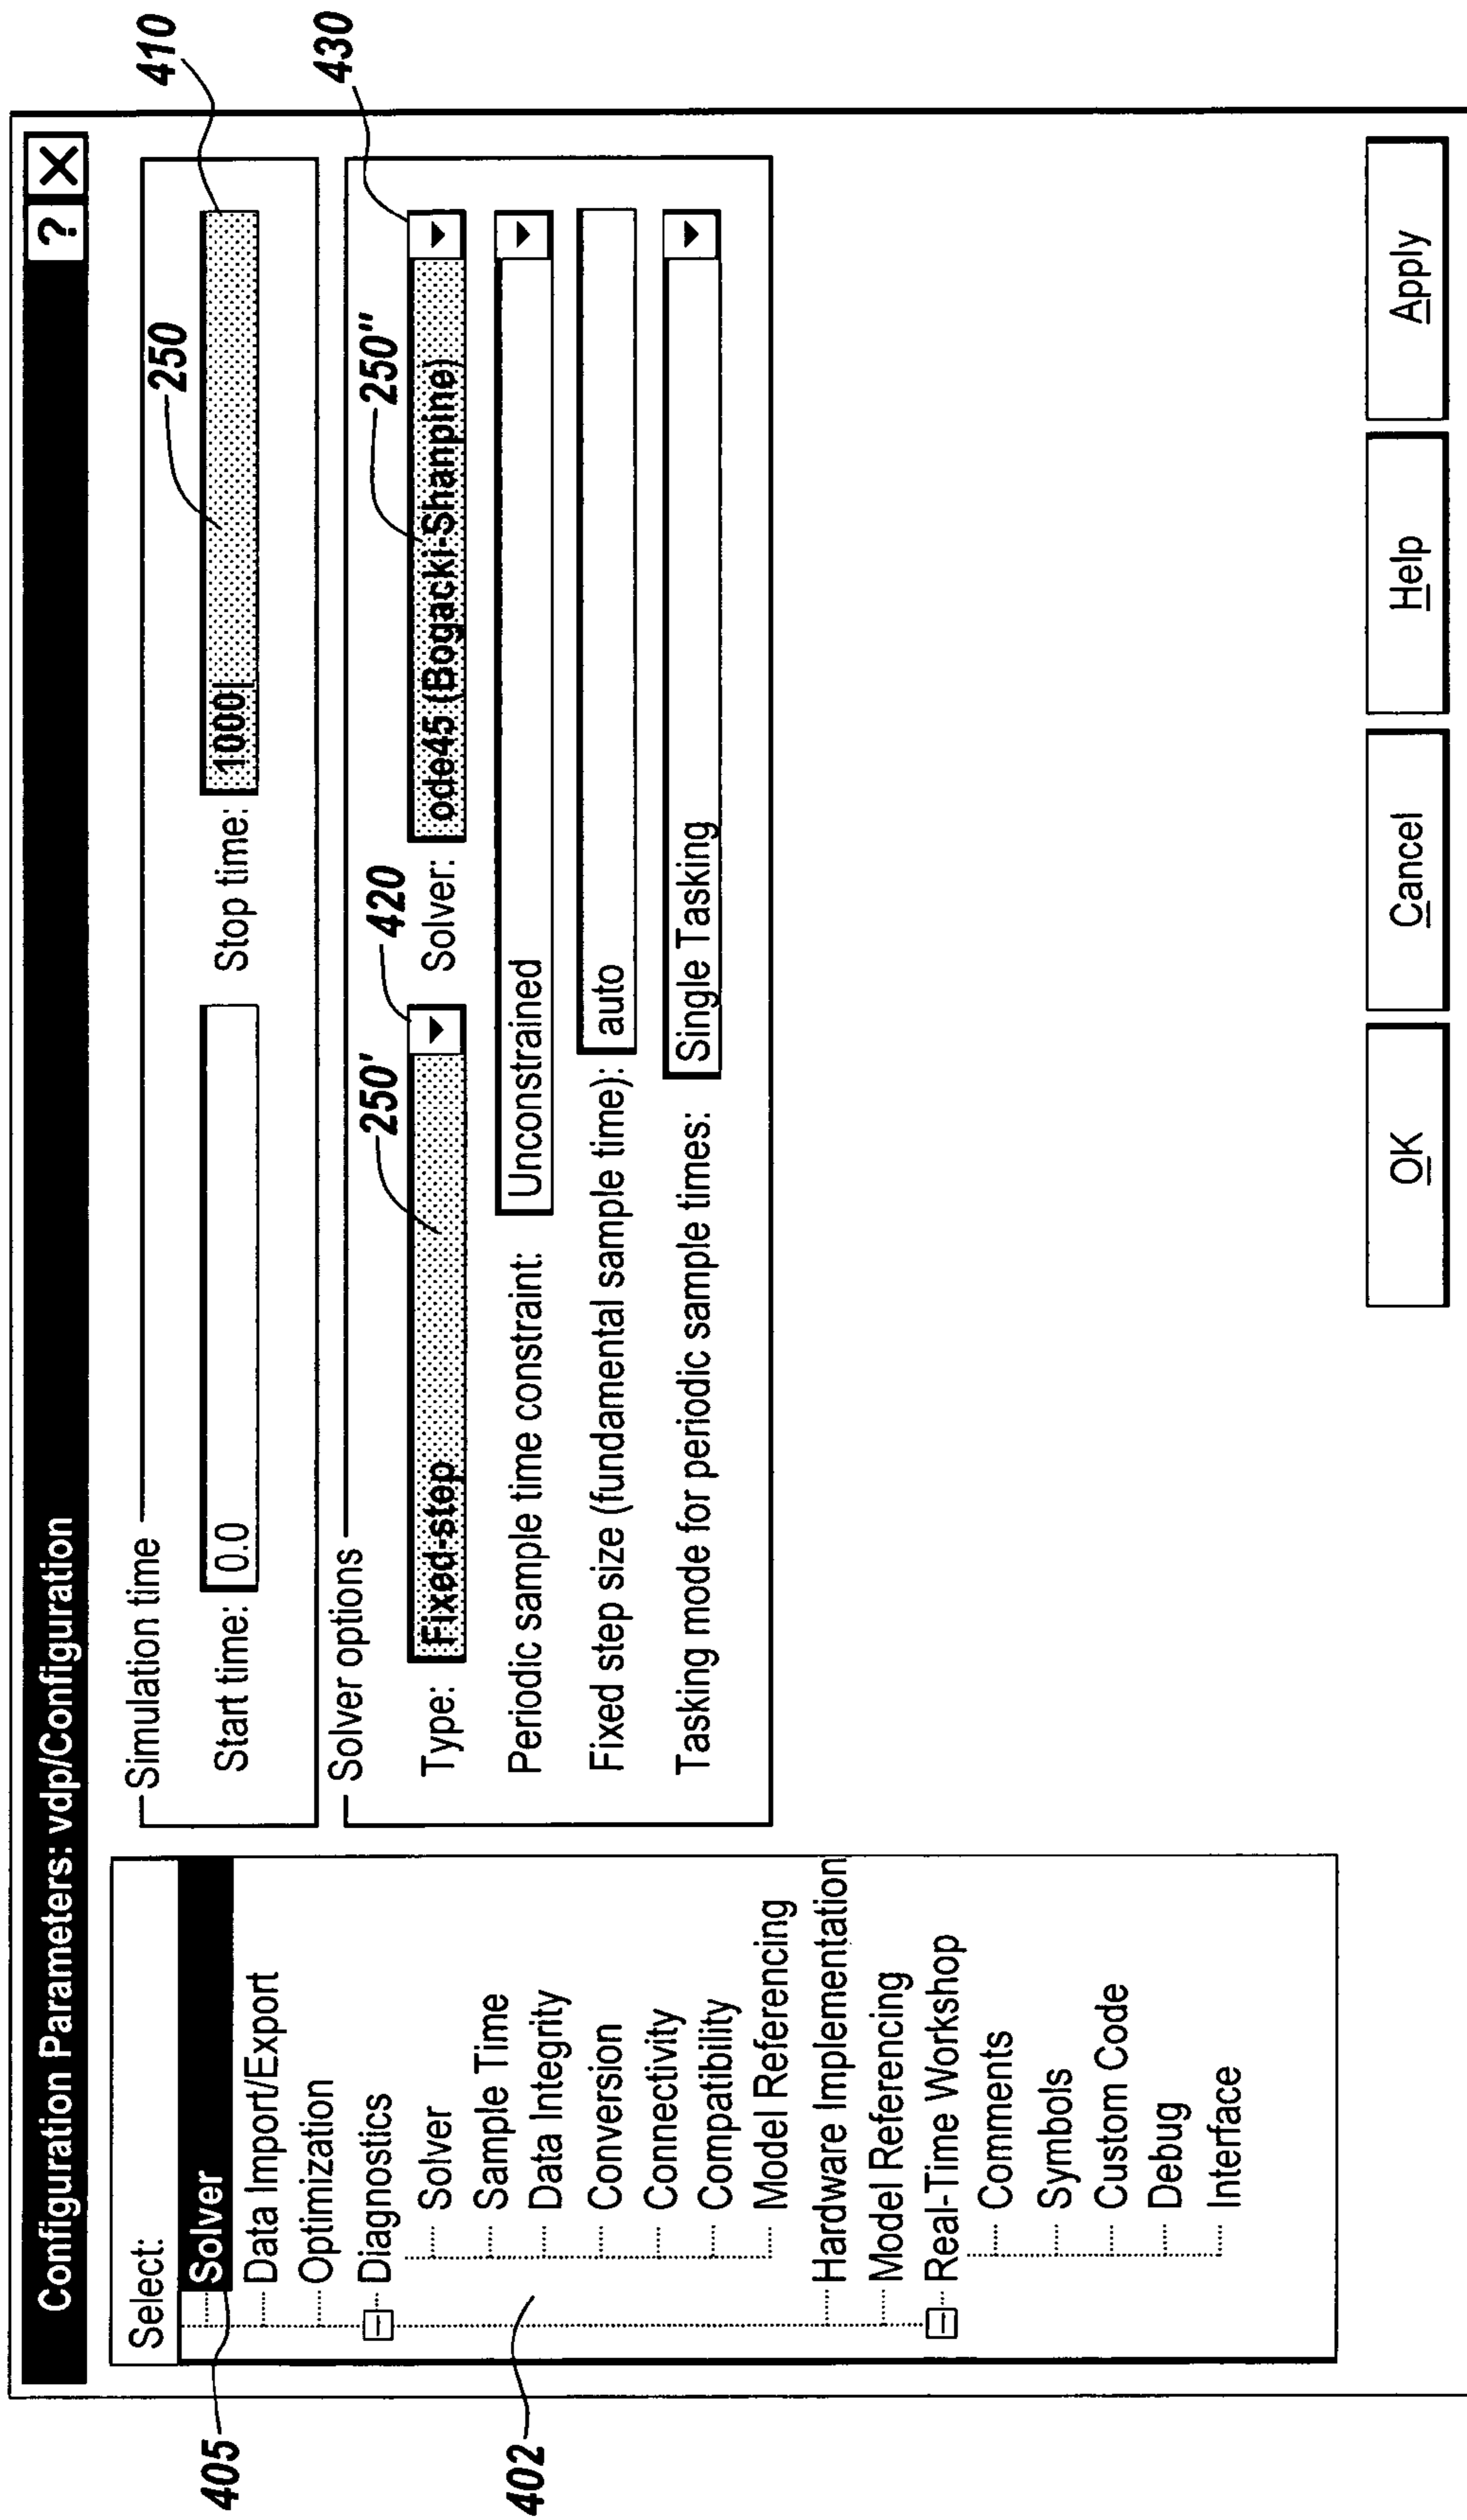 Configuration Parameters: vdp/Configuration
? X
Select:
Solver
Data Import/Export
Optimization
Diagnostics
Solver
Sample Time
Data Integrity
Conversion
Connectivity
Compatibility
Model Referencing
Hardware Implementation
Model Referencing
Real-Time Workshop
Comments
Symbols
Custom Code
Debug
Interface
405
402
Simulation time
250
410
Start time: 0.0 Stop time: 1000
Solver options
250' 420 250'' 430
Type: Fixed-step Solver: ode45 (Bogacki-Shampine)
Periodic sample time constraint: Unconstrained
Fixed step size (fundamental sample time): auto
Tasking mode for periodic sample times: Single Tasking
OK Cancel Help Apply